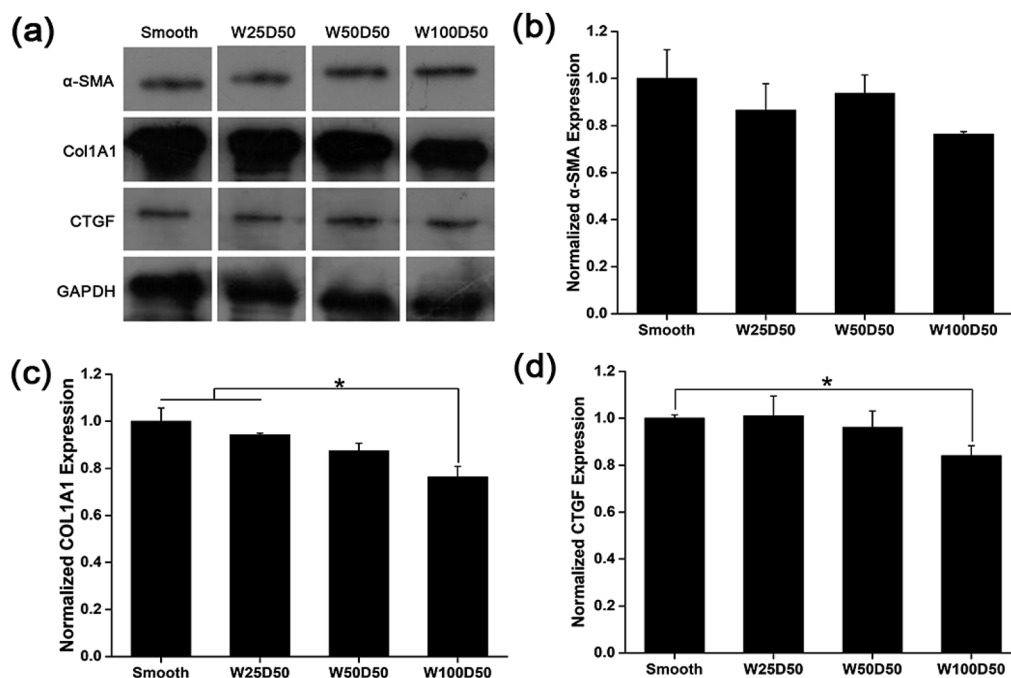 (a)
Smooth W25D50 W50D50 W100D50
α-SMA
Col1A1
CTGF
GAPDH
(b)
Normalized α-SMA Expression
1.2
1.0
0.8
0.6
0.4
0.2
0.0
Smooth W25D50 W50D50 W100D50
(c)
Normalized COL1A1 Expression
1.2
1.0
0.8
0.6
0.4
0.2
0.0
*
Smooth W25D50 W50D50 W100D50
(d)
Normalized CTGF Expression
1.2
1.0
0.8
0.6
0.4
0.2
0.0
*
Smooth W25D50 W50D50 W100D50